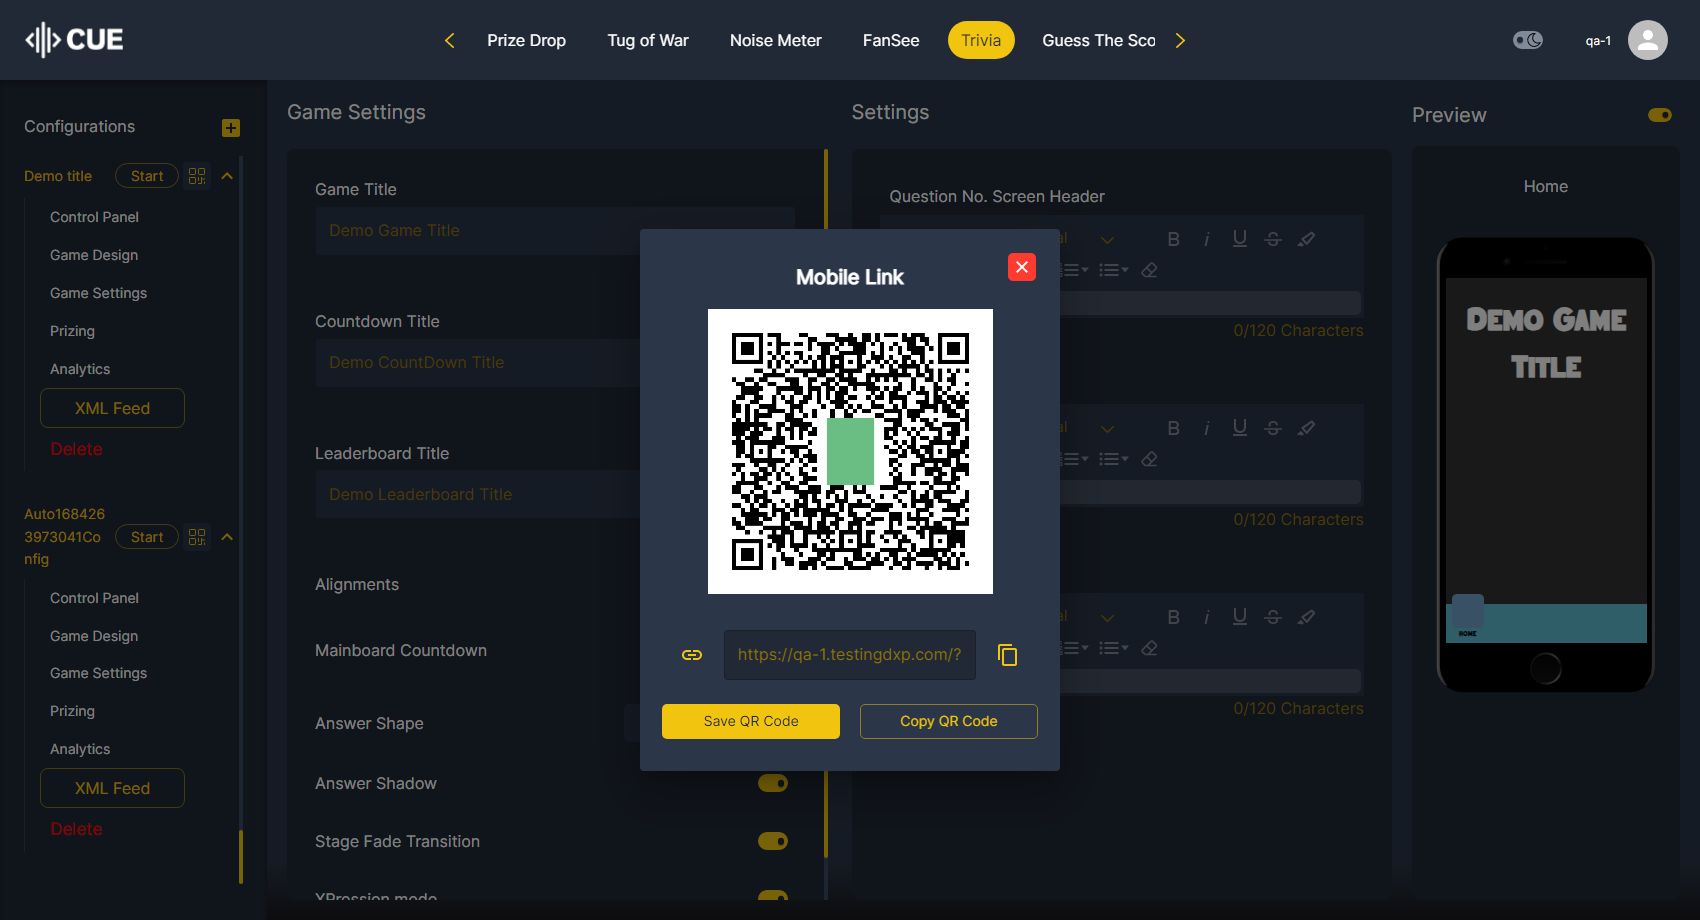 CUE
Prize Drop
Tug of War
Noise Meter
FanSee
Trivia
Guess The Sco
qa-1
Configurations
Demo title
Start
Control Panel
Game Design
Game Settings
Prizing
Analytics
XML Feed
Delete
Auto168426
3973041Co
nfig
Start
Control Panel
Game Design
Game Settings
Prizing
Analytics
XML Feed
Delete
Game Settings
Game Title
Demo Game Title
Countdown Title
Demo CountDown Title
Leaderboard Title
Demo Leaderboard Title
Alignments
Mainboard Countdown
Answer Shape
Answer Shadow
Stage Fade Transition
XPression mode
Mobile Link
https://qa-1.testingdxp.com/?
Save QR Code
Copy QR Code
Settings
Question No. Screen Header
0/120 Characters
0/120 Characters
0/120 Characters
Preview
Home
Demo Game
Title
HOME